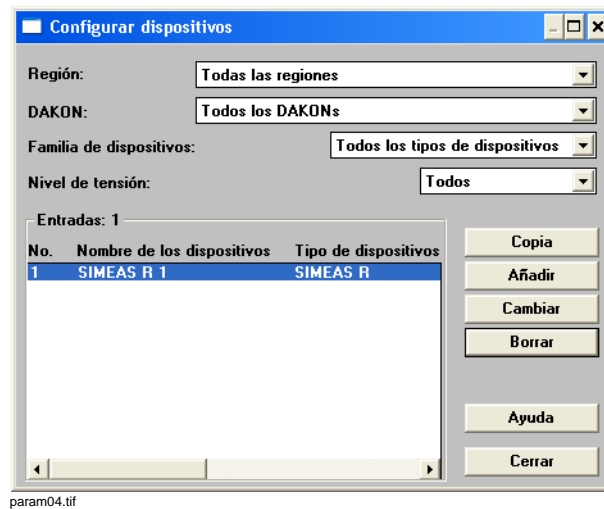 Configurar dispositivos
Región: Todas las regiones
DAKON: Todos los DAKONs
Familia de dispositivos: Todos los tipos de dispositivos
Nivel de tensión: Todos
Entradas: 1
No. Nombre de los dispositivos Tipo de dispositivos
1 SIMEAS R 1 SIMEAS R
Copia
Añadir
Cambiar
Borrar
Ayuda
Cerrar
param04.tif